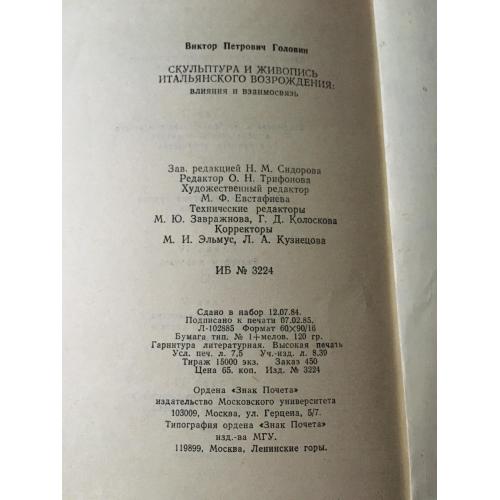 Виктор Петрович Головин
СКУЛЬПТУРА И ЖИВОПИСЬ
ИТАЛЬЯНСКОГО ВОЗРОЖДЕНИЯ:
ВЛИЯНИЯ И ВЗАИМОСВЯЗЬ
Зав. редакцией Н. М. Сидорова
Редактор О. Н. Трифонова
Художественный редактор
М. Ф. Евстафиева
Технические редакторы
М. Ю. Завражнова, Г. Д. Колоскова
Корректоры
М. И. Эльмус, Л. А. Кузнецова
ИБ № 3224
Сдано в набор 12.07.84.
Подписано к печати 07.02.85.
Л-102885 Формат 60×90/16
Бумага тип. № 1+мелов. 120 гр.
Гарнитура литературная. Высокая печать
Усл. печ. л. 7,5 Уч.-изд. л. 8,39
Тираж 15000 экз. Заказ 450
Цена 65. коп. Изд. № 3224
Ордена «Знак Почета»
издательство Московского университета
103009, Москва, ул. Герцена, 5/7.
Типография ордена «Знак Почета»
изд.-ва МГУ.
119899, Москва, Ленинские горы.